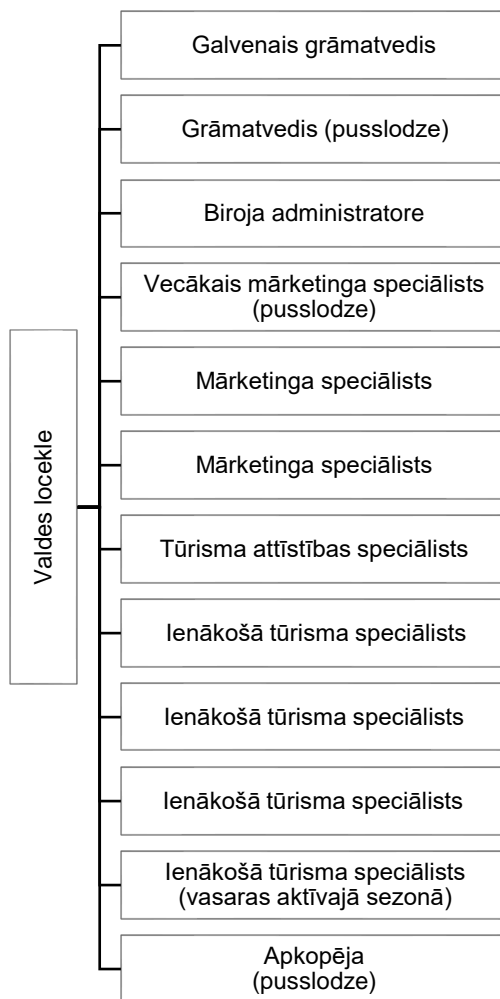 Valdes locekle
Galvenais grāmatvedis
Grāmatvedis (pusslodze)
Biroja administratore
Vecākais mārketinga speciālists
(pusslodze)
Mārketinga speciālists
Mārketinga speciālists
Tūrisma attīstības speciālists
Ienākošā tūrisma speciālists
Ienākošā tūrisma speciālists
Ienākošā tūrisma speciālists
Ienākošā tūrisma speciālists
(vasaras aktīvajā sezonā)
Apkopēja
(pusslodze)